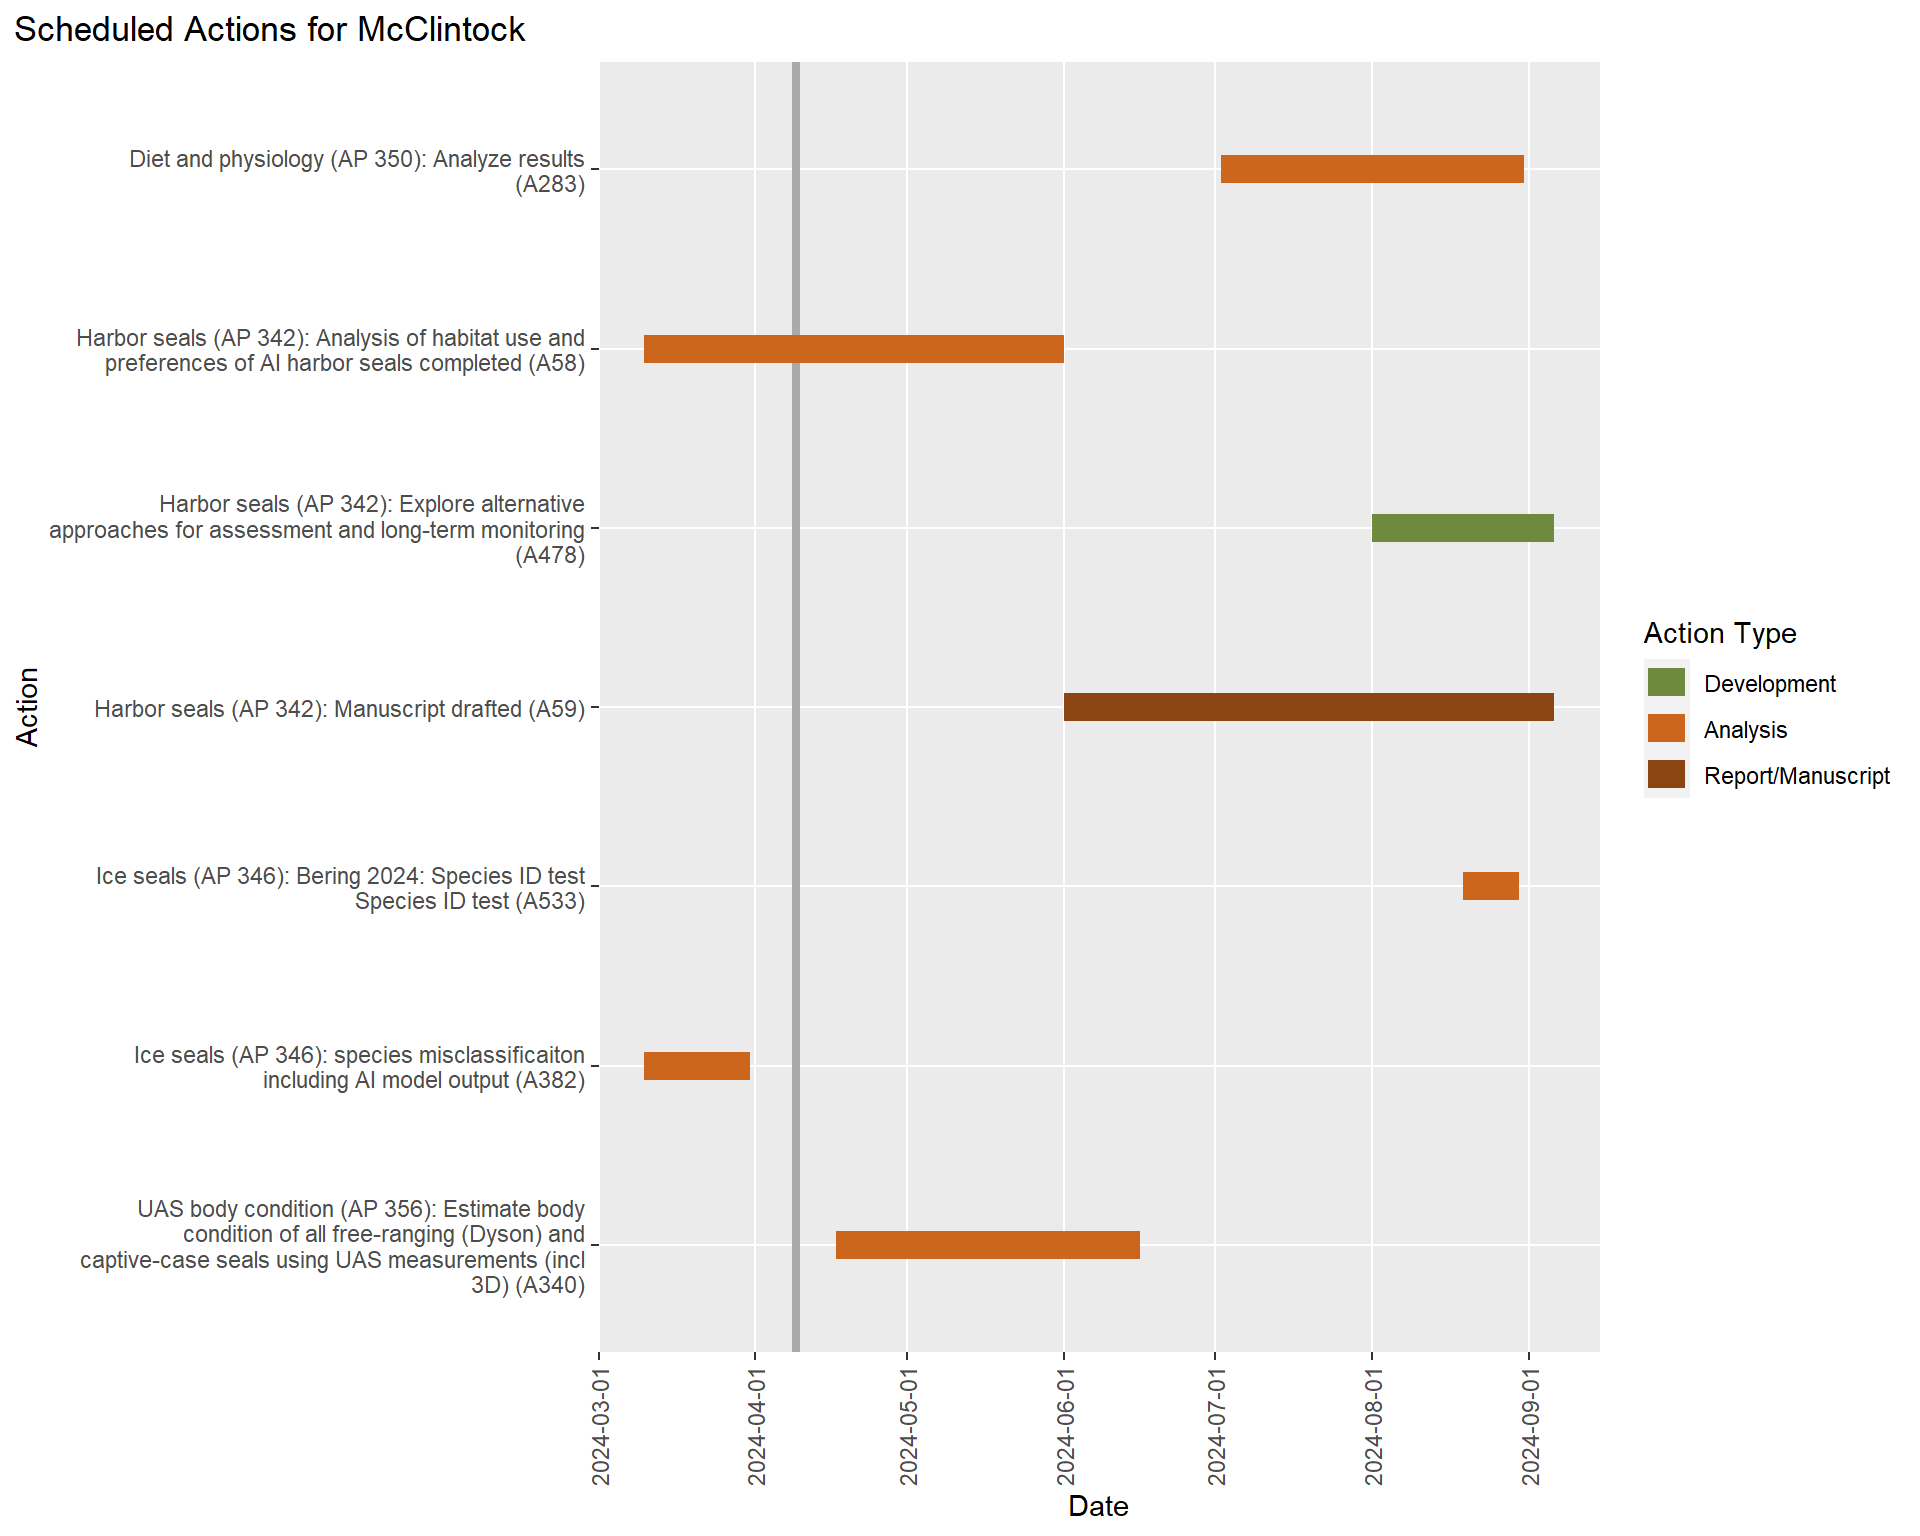 Scheduled Actions for McClintock
Diet and physiology (AP 350): Analyze results
(A283)
Harbor seals (AP 342): Analysis of habitat use and
preferences of AI harbor seals completed (A58)
Harbor seals (AP 342): Explore alternative
approaches for assessment and long-term monitoring
(A478)
Harbor seals (AP 342): Manuscript drafted (A59)
Ice seals (AP 346): Bering 2024: Species ID test
Species ID test (A533)
Ice seals (AP 346): species misclassificaiton
including AI model output (A382)
UAS body condition (AP 356): Estimate body
condition of all free-ranging (Dyson) and
captive-case seals using UAS measurements (incl
3D) (A340)
Action
2024-03-01
2024-04-01
2024-05-01
2024-06-01
2024-07-01
2024-08-01
2024-09-01
Date
Action Type
Development
Analysis
Report/Manuscript